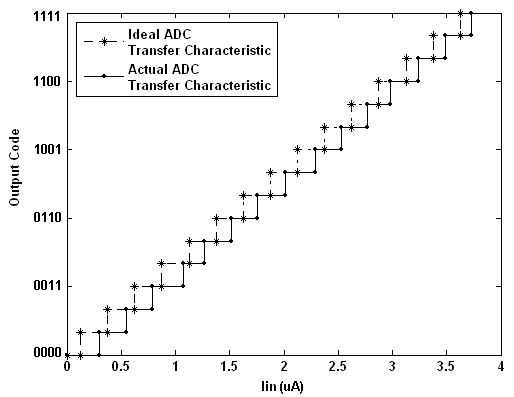 1111
1100
1001
0110
0011
0000
Output Code
Ideal ADC
Transfer Characteristic
Actual ADC
Transfer Characteristic
0 0.5 1 1.5 2 2.5 3 3.5 4
Iin (uA)